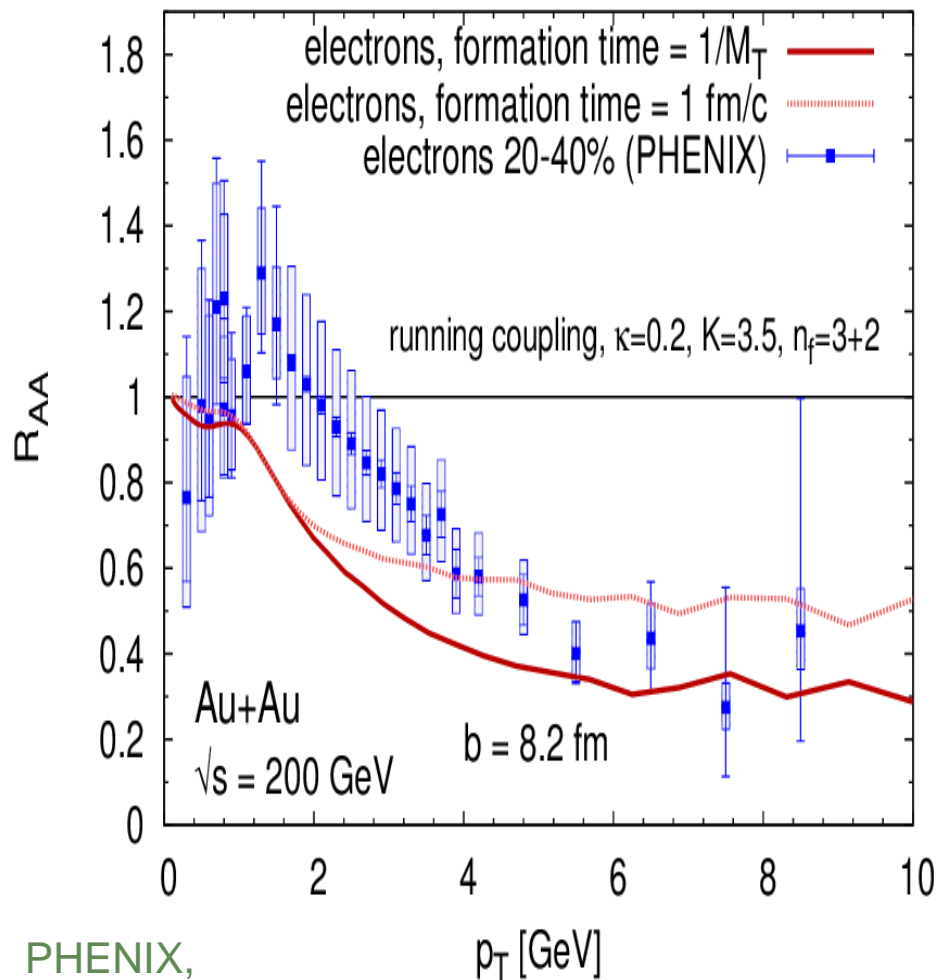 electrons, formation time = 1/M_T
electrons, formation time = 1 fm/c
electrons 20-40% (PHENIX)
running coupling, κ=0.2, K=3.5, n_f=3+2
R_AA
1.8
1.6
1.4
1.2
1
0.8
0.6
0.4
0.2
0
Au+Au
√s = 200 GeV
b = 8.2 fm
0 2 4 6 8 10
p_T [GeV]
PHENIX,